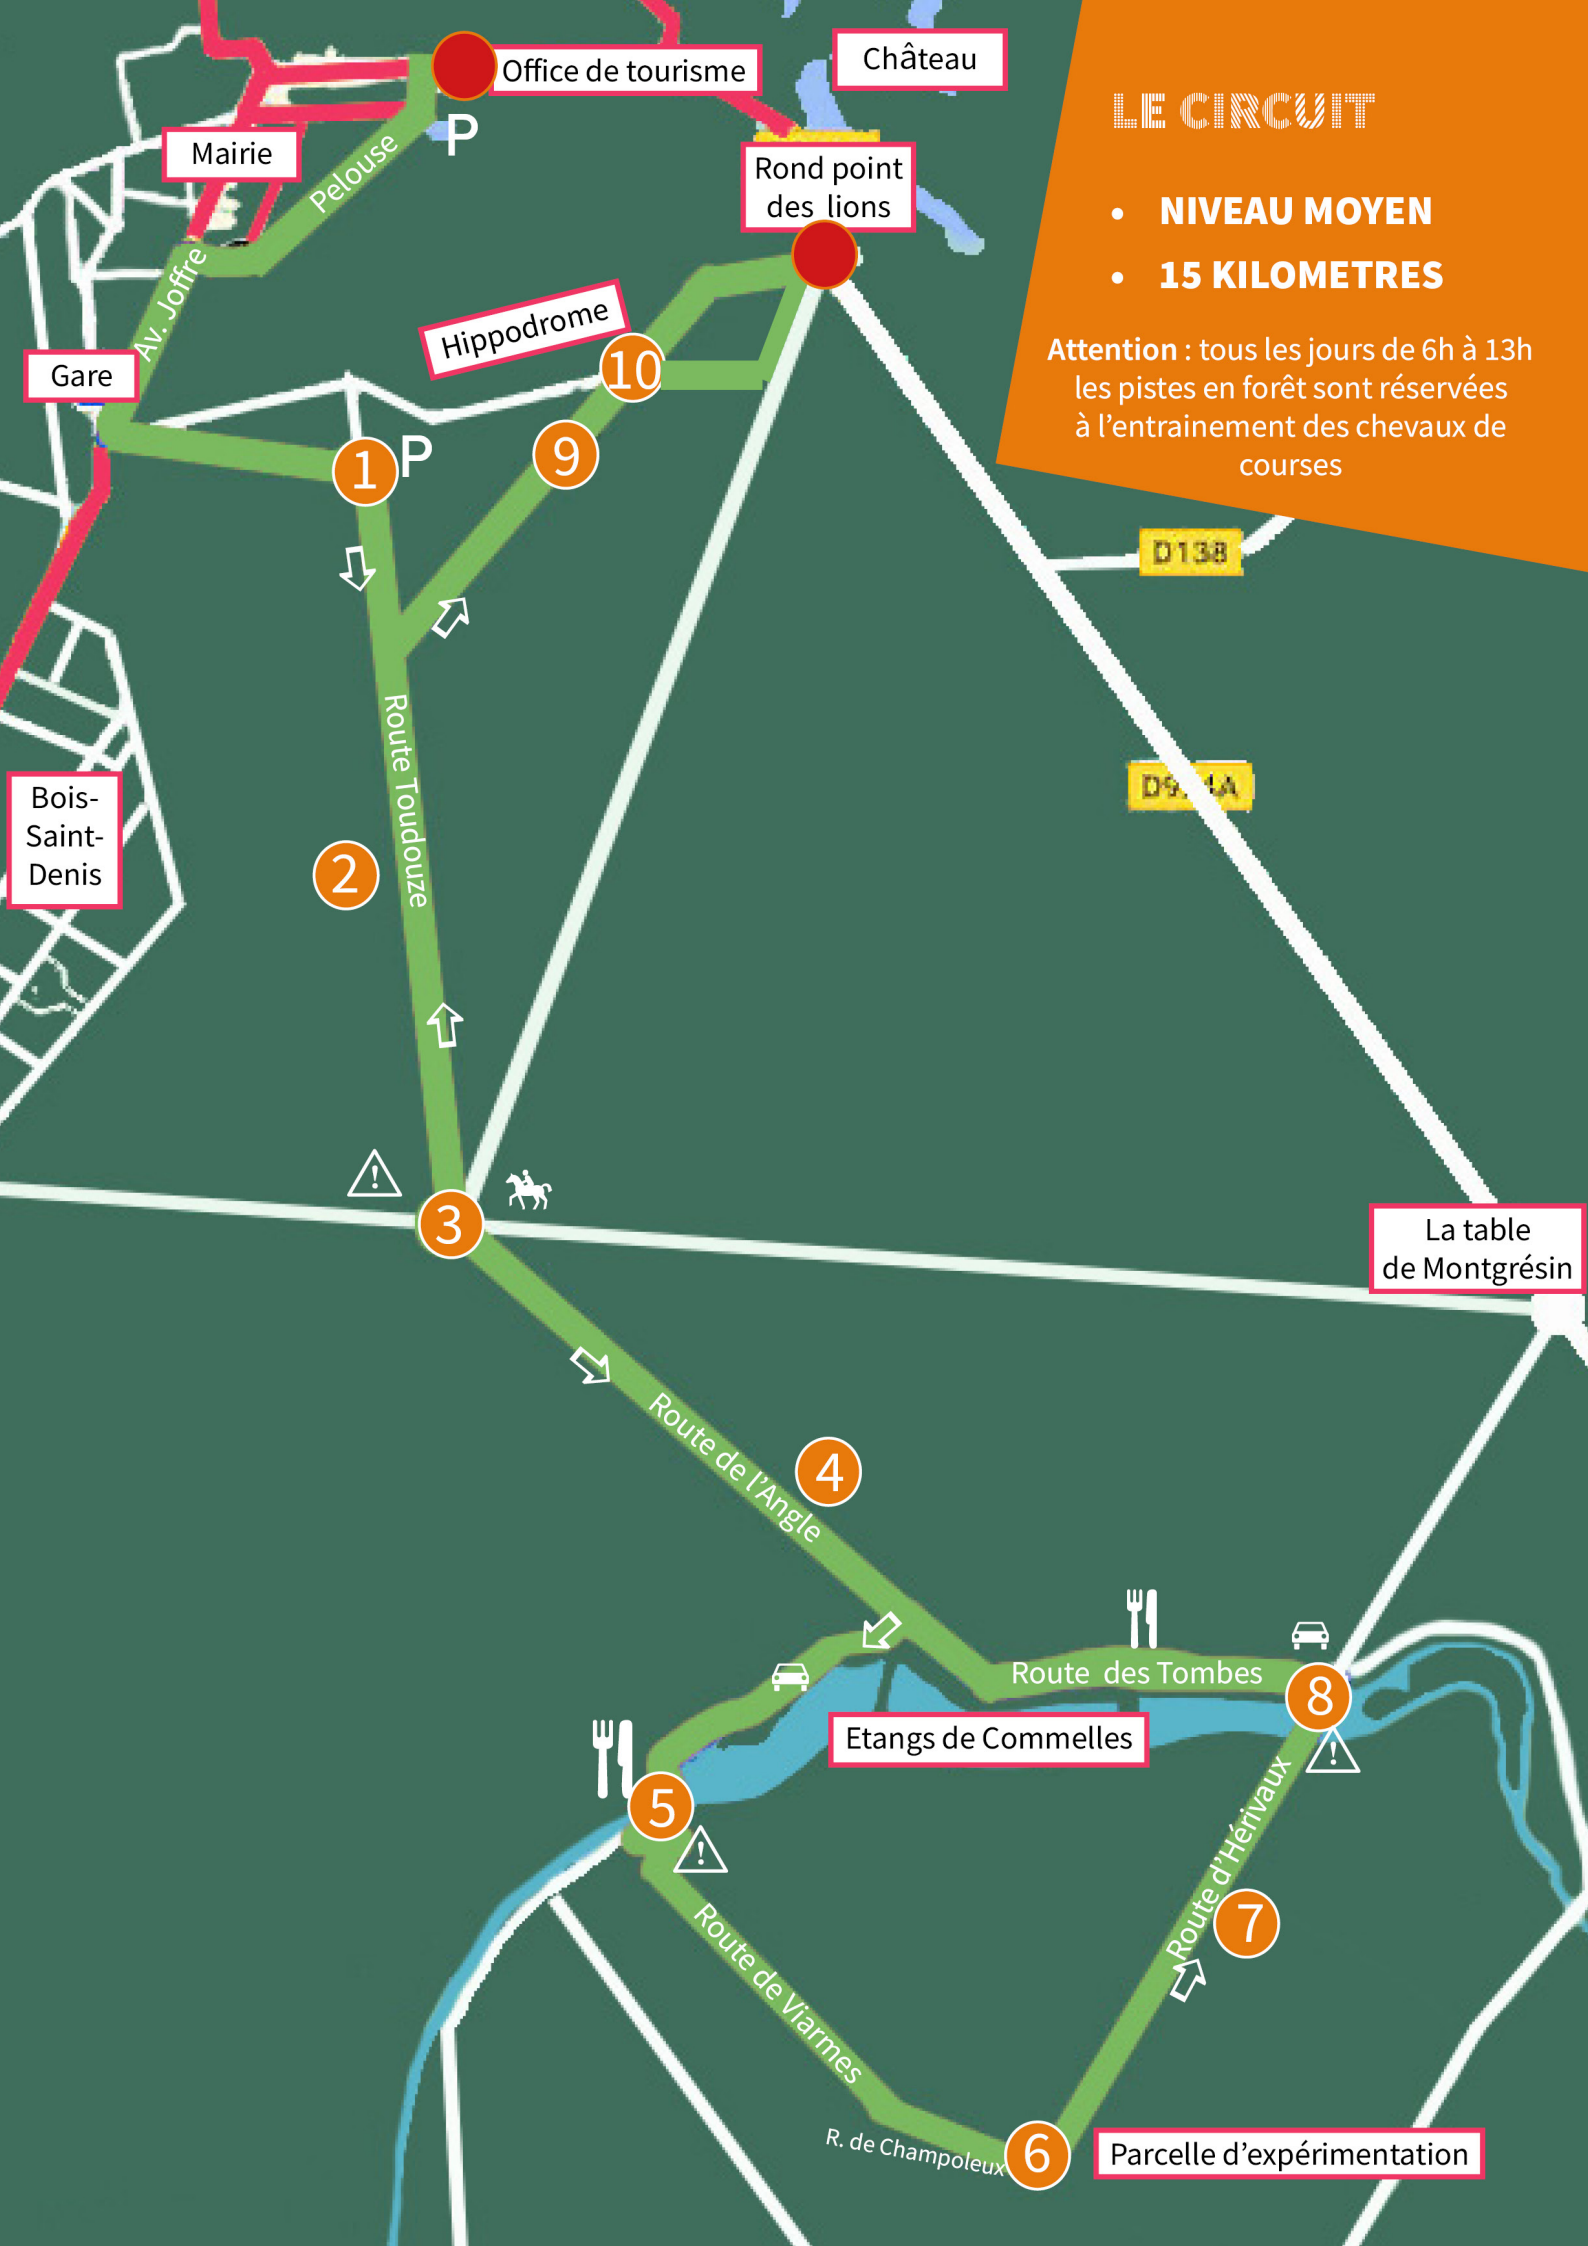 Château
Office de tourisme
P
Mairie
Pelouse
Rond point
des lions
LE CIRCUIT
• NIVEAU MOYEN
• 15 KILOMETRES
Attention : tous les jours de 6h à 13h
les pistes en forêt sont réservées
à l’entrainement des chevaux de
courses
Av. Joffre
Hippodrome
Gare
10
1
P
9
D138
Route Toudouze
Bois-
Saint-
Denis
2
3
La table
de Montgrésin
Route de l’Angle
4
Route des Tombes
8
Etangs de Commelles
5
Route d’Hérivaux
7
Route de Viarmes
R. de Champoleux
6
Parcelle d’expérimentation